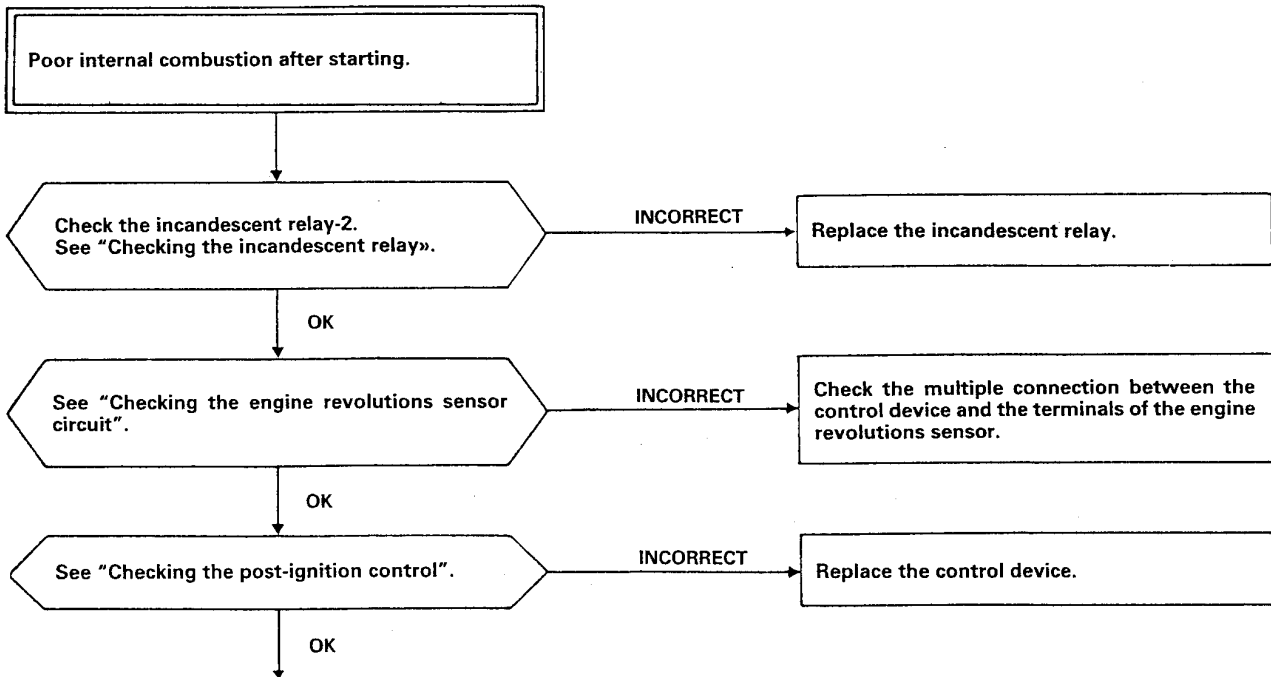 Poor internal combustion after starting.
Check the incandescent relay-2.
See “Checking the incandescent relay».
INCORRECT
Replace the incandescent relay.
OK
See “Checking the engine revolutions sensor
circuit”.
INCORRECT
Check the multiple connection between the
control device and the terminals of the engine
revolutions sensor.
OK
See “Checking the post-ignition control”.
INCORRECT
Replace the control device.
OK